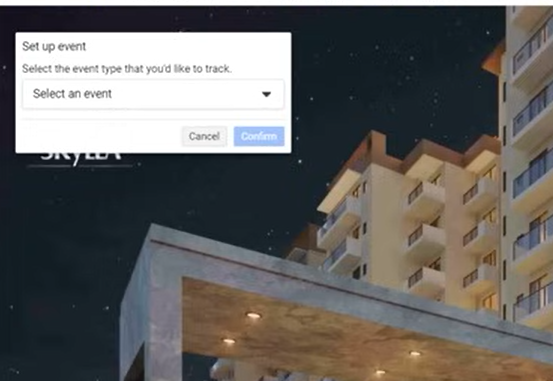 Set up event
Select the event type that you'd like to track.
Select an event
Cancel Confirm